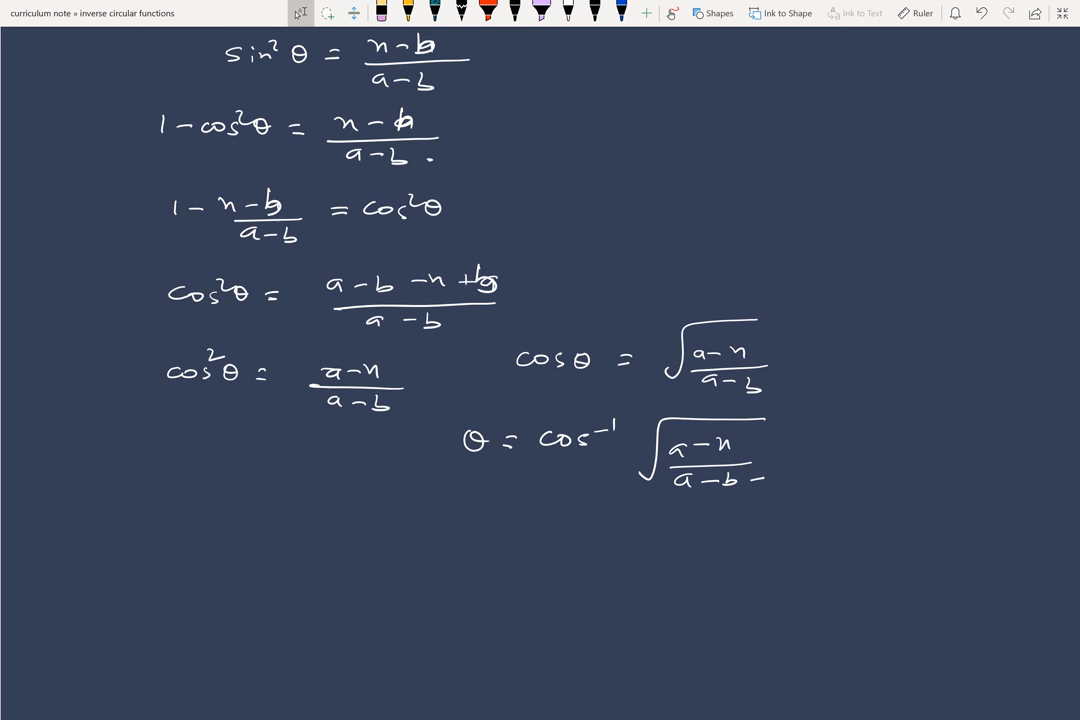 curriculum note » inverse circular functions
Shapes Ink to Shape Ink to Text Ruler
sin² θ = (x-b)/(a-b)
1 - cos²θ = (x-b)/(a-b) .
1 - (x-b)/(a-b) = cos²θ
cos²θ = (a-b-x+b)/(a-b)
cos²θ = (a-x)/(a-b)
cosθ = √((a-x)/(a-b))
θ = cos⁻¹ √((a-x)/(a-b))